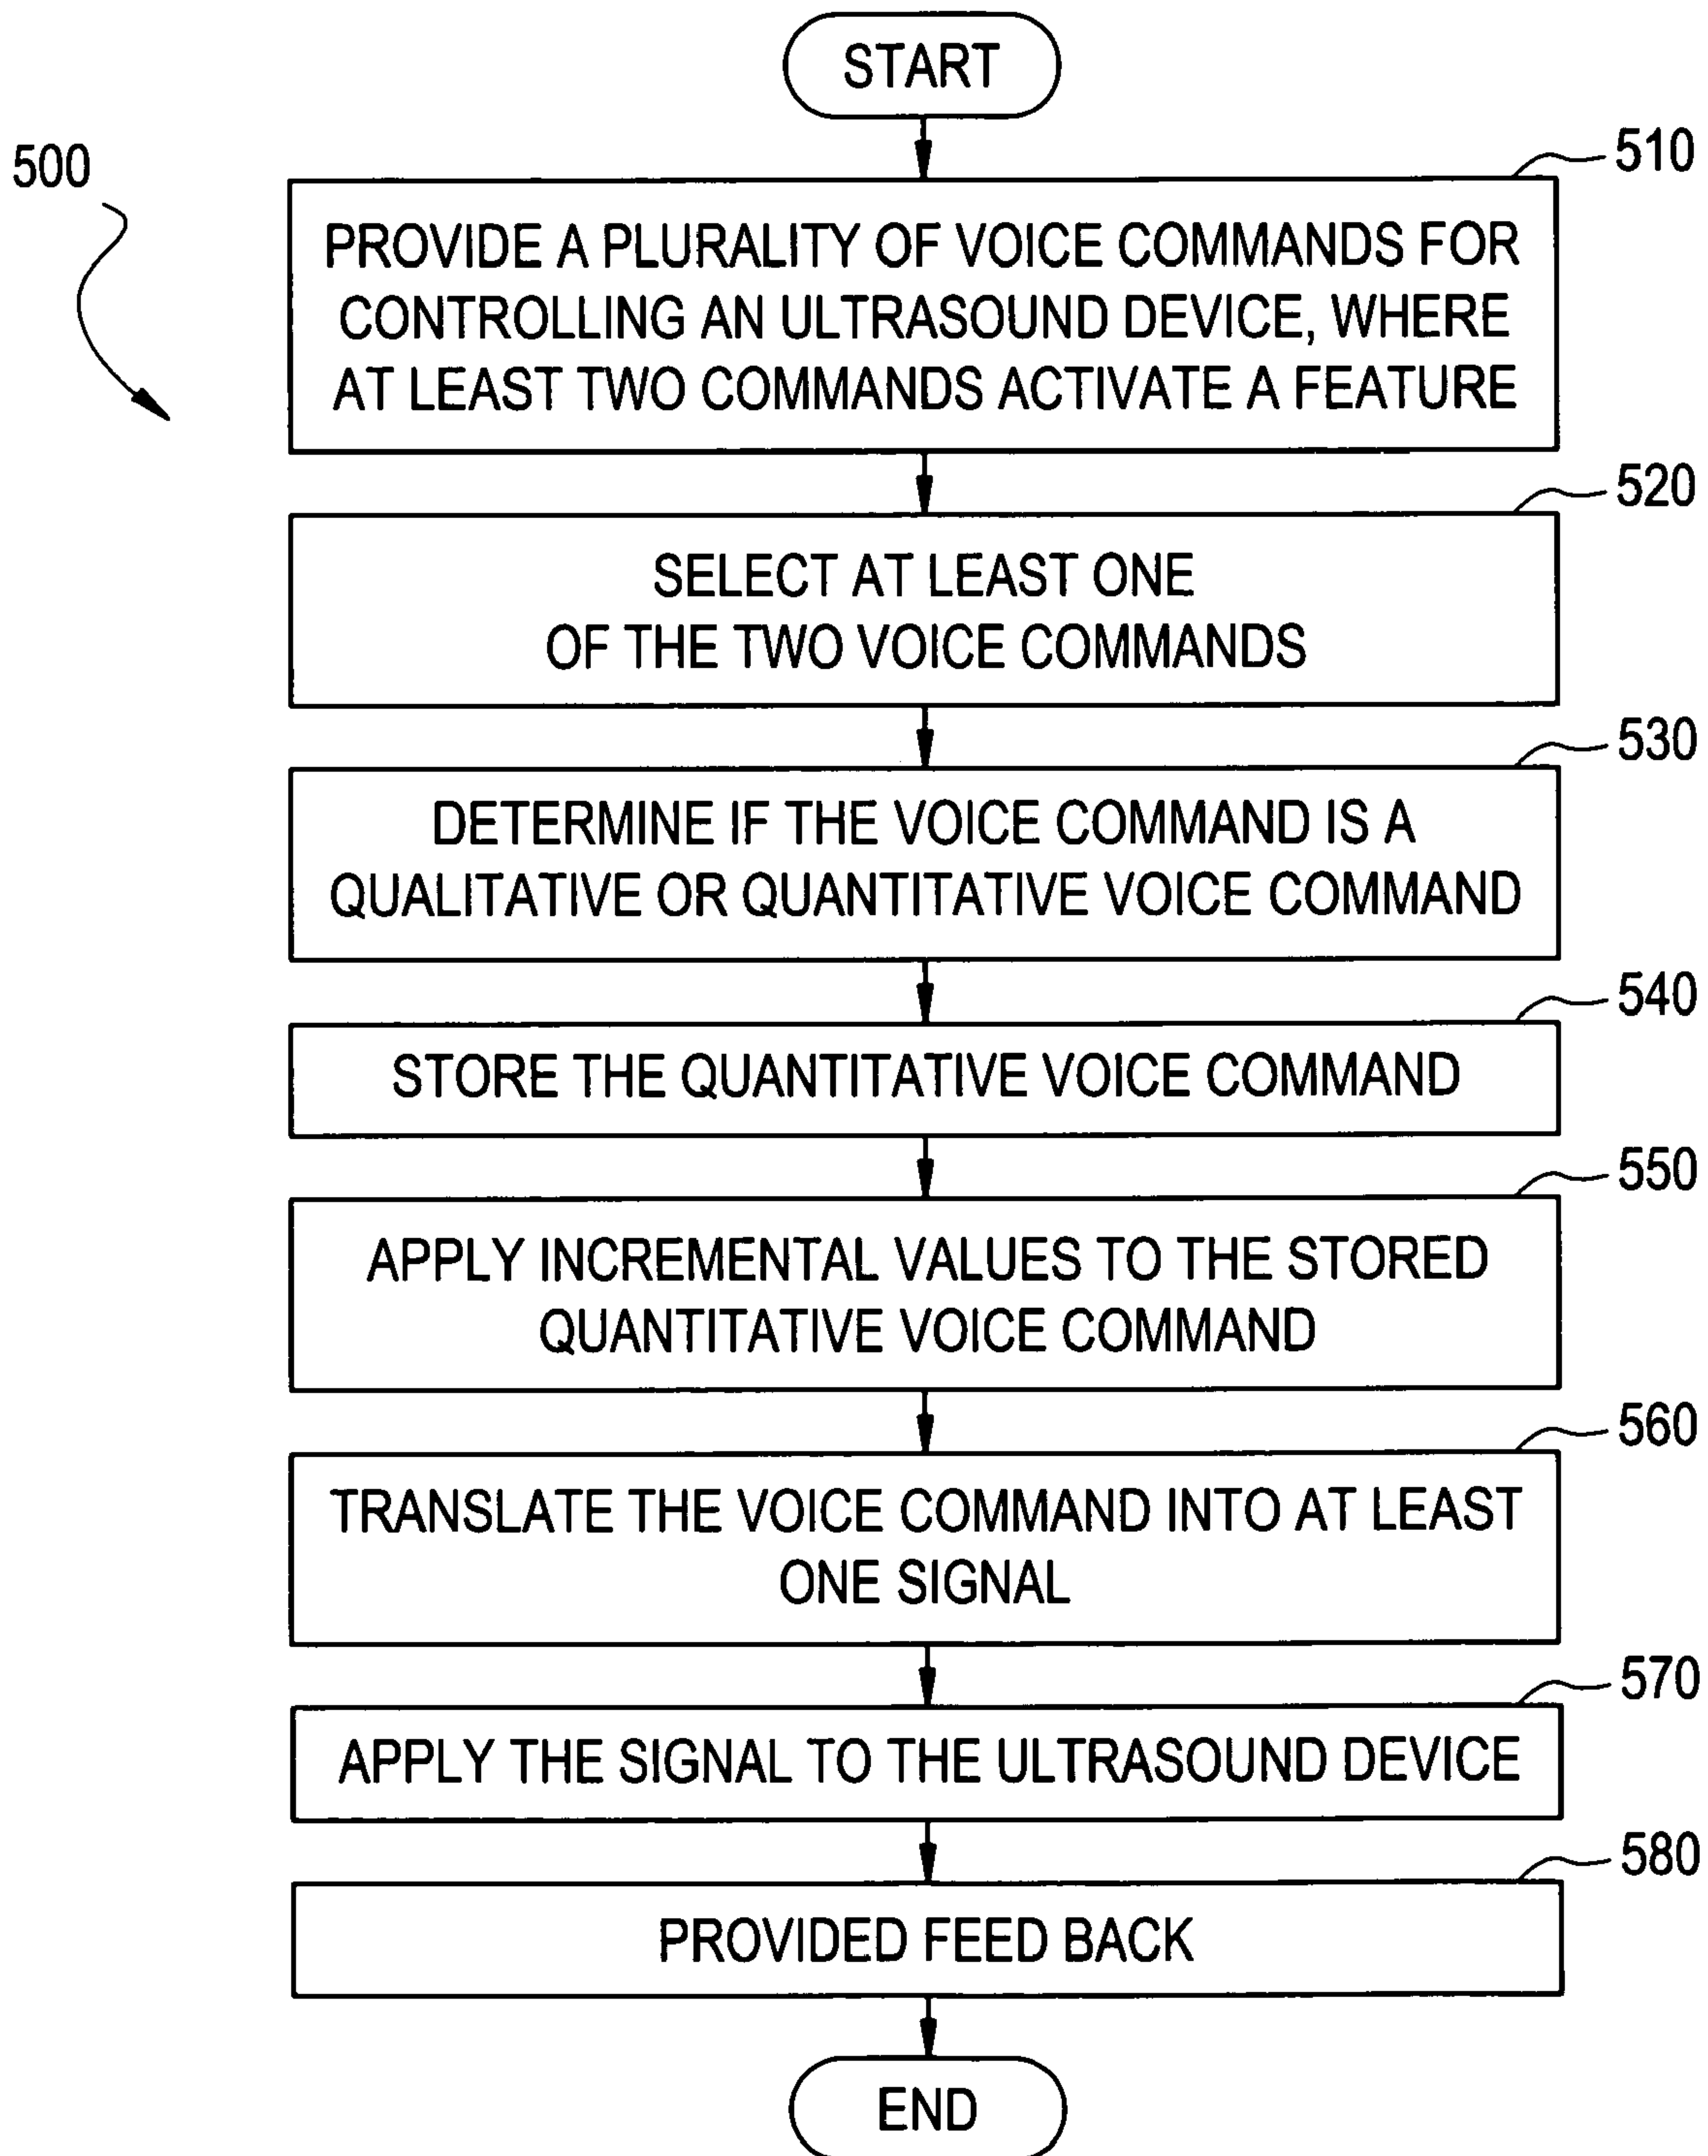 START
500
510
PROVIDE A PLURALITY OF VOICE COMMANDS FOR
CONTROLLING AN ULTRASOUND DEVICE, WHERE
AT LEAST TWO COMMANDS ACTIVATE A FEATURE
520
SELECT AT LEAST ONE
OF THE TWO VOICE COMMANDS
530
DETERMINE IF THE VOICE COMMAND IS A
QUALITATIVE OR QUANTITATIVE VOICE COMMAND
540
STORE THE QUANTITATIVE VOICE COMMAND
550
APPLY INCREMENTAL VALUES TO THE STORED
QUANTITATIVE VOICE COMMAND
560
TRANSLATE THE VOICE COMMAND INTO AT LEAST
ONE SIGNAL
570
APPLY THE SIGNAL TO THE ULTRASOUND DEVICE
580
PROVIDED FEED BACK
END